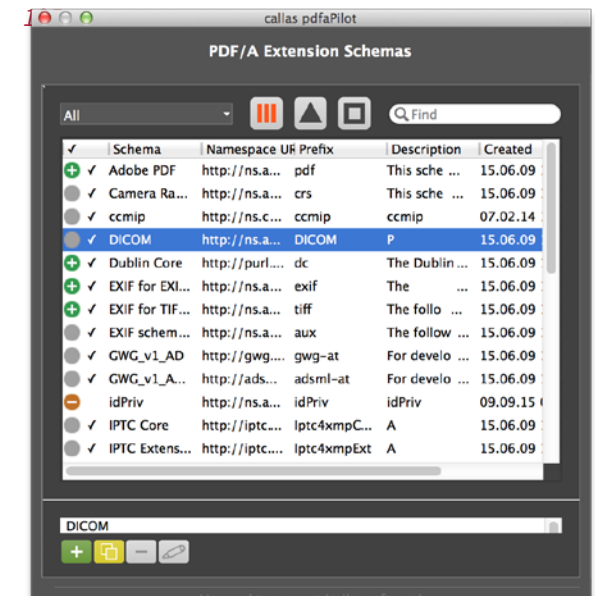 1
callas pdfaPilot
PDF/A Extension Schemas
All Find
✓ Schema Namespace UR Prefix Description Created
✓ Adobe PDF http://ns.a... pdf This sche ... 15.06.09
✓ Camera Ra... http://ns.a... crs This sche ... 15.06.09
✓ ccmip http://ns.c... ccmip ccmip 07.02.14
✓ DICOM http://ns.a... DICOM P 15.06.09
✓ Dublin Core http://purl.... dc The Dublin ... 15.06.09
✓ EXIF for EXI... http://ns.a... exif The ... 15.06.09
✓ EXIF for TIF... http://ns.a... tiff The follo ... 15.06.09
✓ EXIF schem... http://ns.a... aux The follow ... 15.06.09
✓ GWG_v1_AD http://gwg.... gwg-at For develo ... 15.06.09
✓ GWG_v1_A... http://ads... adsml-at For develo ... 15.06.09
idPriv http://ns.a... idPriv idPriv 09.09.15
✓ IPTC Core http://iptc.... Iptc4xmpC... A 15.06.09
✓ IPTC Extens... http://iptc.... Iptc4xmpExt A 15.06.09
DICOM